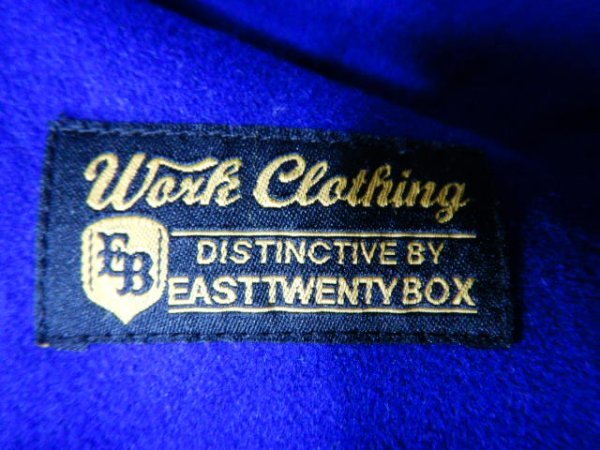 Work Clothing
EB
DISTINCTIVE BY
EASTTWENTYBOX